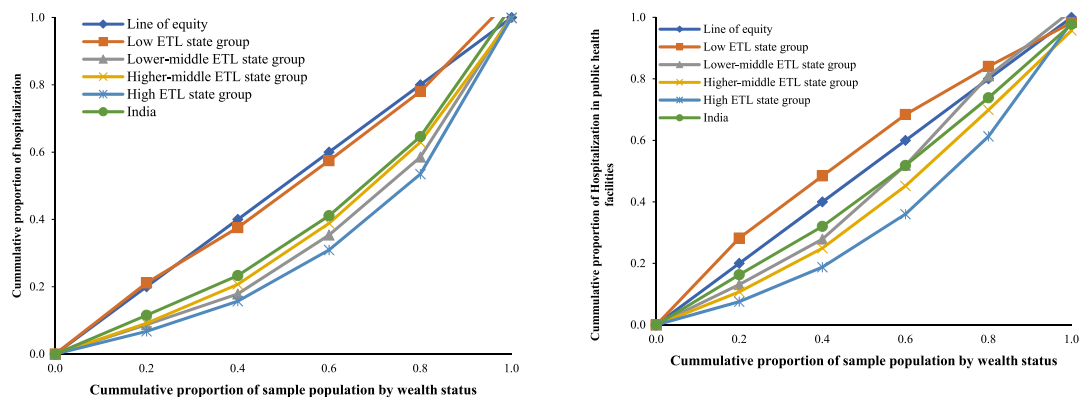 1.0
0.8
0.6
0.4
0.2
0.0
Cummulative proportion of hospitalization
Line of equity
Low ETL state group
Lower-middle ETL state group
Higher-middle ETL state group
High ETL state group
India
0.0 0.2 0.4 0.6 0.8 1.0
Cummulative proportion of sample population by wealth status
1.0
0.8
0.6
0.4
0.2
0.0
Cummulative proportion of Hospitalization in public health
facilities
Line of equity
Low ETL state group
Lower-middle ETL state group
Higher-middle ETL state group
High ETL state group
India
0.0 0.2 0.4 0.6 0.8 1.0
Cummulative proportion of sample population by wealth status